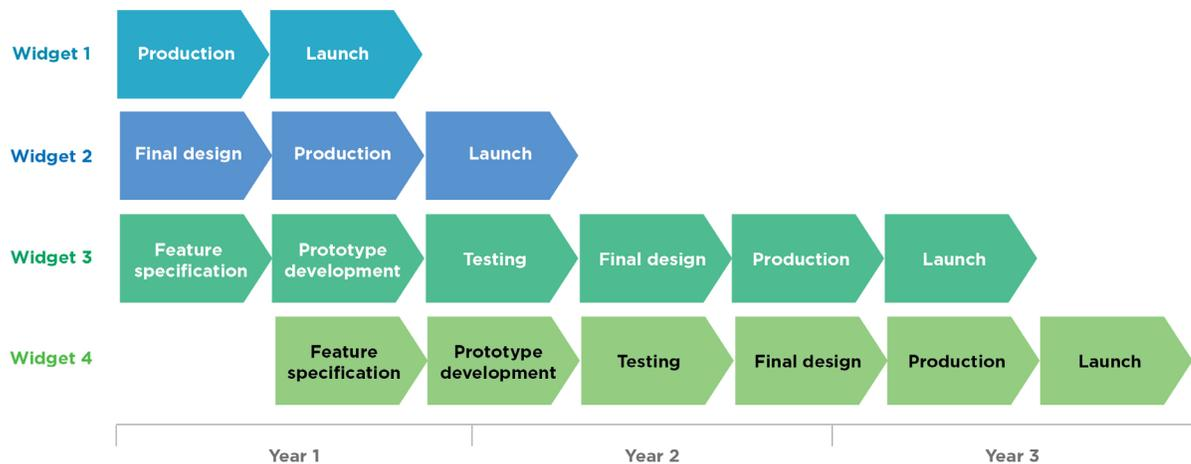 Widget 1
Production
Launch
Widget 2
Final design
Production
Launch
Widget 3
Feature
specification
Prototype
development
Testing
Final design
Production
Launch
Widget 4
Feature
specification
Prototype
development
Testing
Final design
Production
Launch
Year 1
Year 2
Year 3